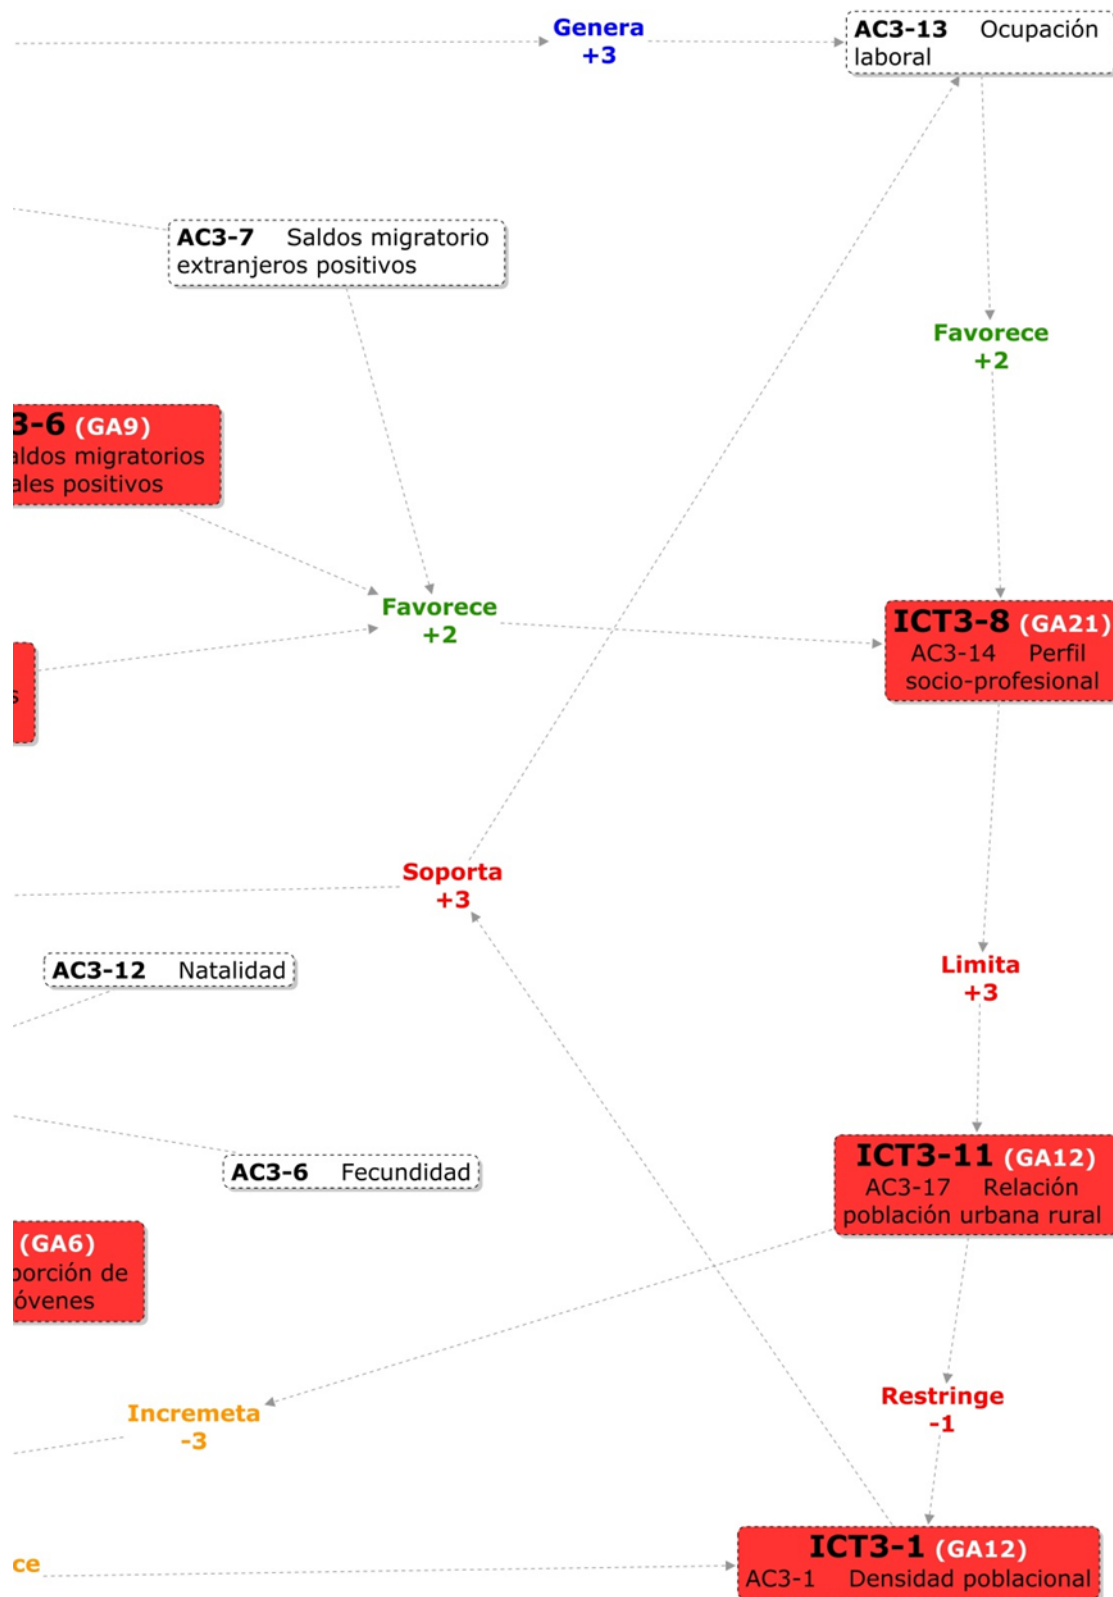 Genera
+3
AC3-13 Ocupación
laboral
AC3-7 Saldos migratorio
extranjeros positivos
Favorece
+2
3-6 (GA9)
aldos migratorios
ales positivos
Favorece
+2
ICT3-8 (GA21)
AC3-14 Perfil
socio-profesional
s
Soporta
+3
AC3-12 Natalidad
Limita
+3
AC3-6 Fecundidad
ICT3-11 (GA12)
AC3-17 Relación
población urbana rural
(GA6)
porción de
óvenes
Incremeta
-3
Restringe
-1
ce
ICT3-1 (GA12)
AC3-1 Densidad poblacional